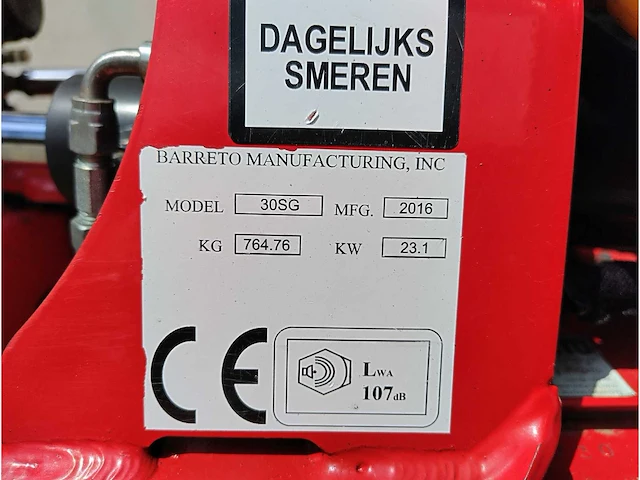 DAGELIJKS
SMEREN
BARRETO MANUFACTURING, INC
MODEL 30SG MFG. 2016
KG 764.76 KW 23.1
CE
LWA
107dB